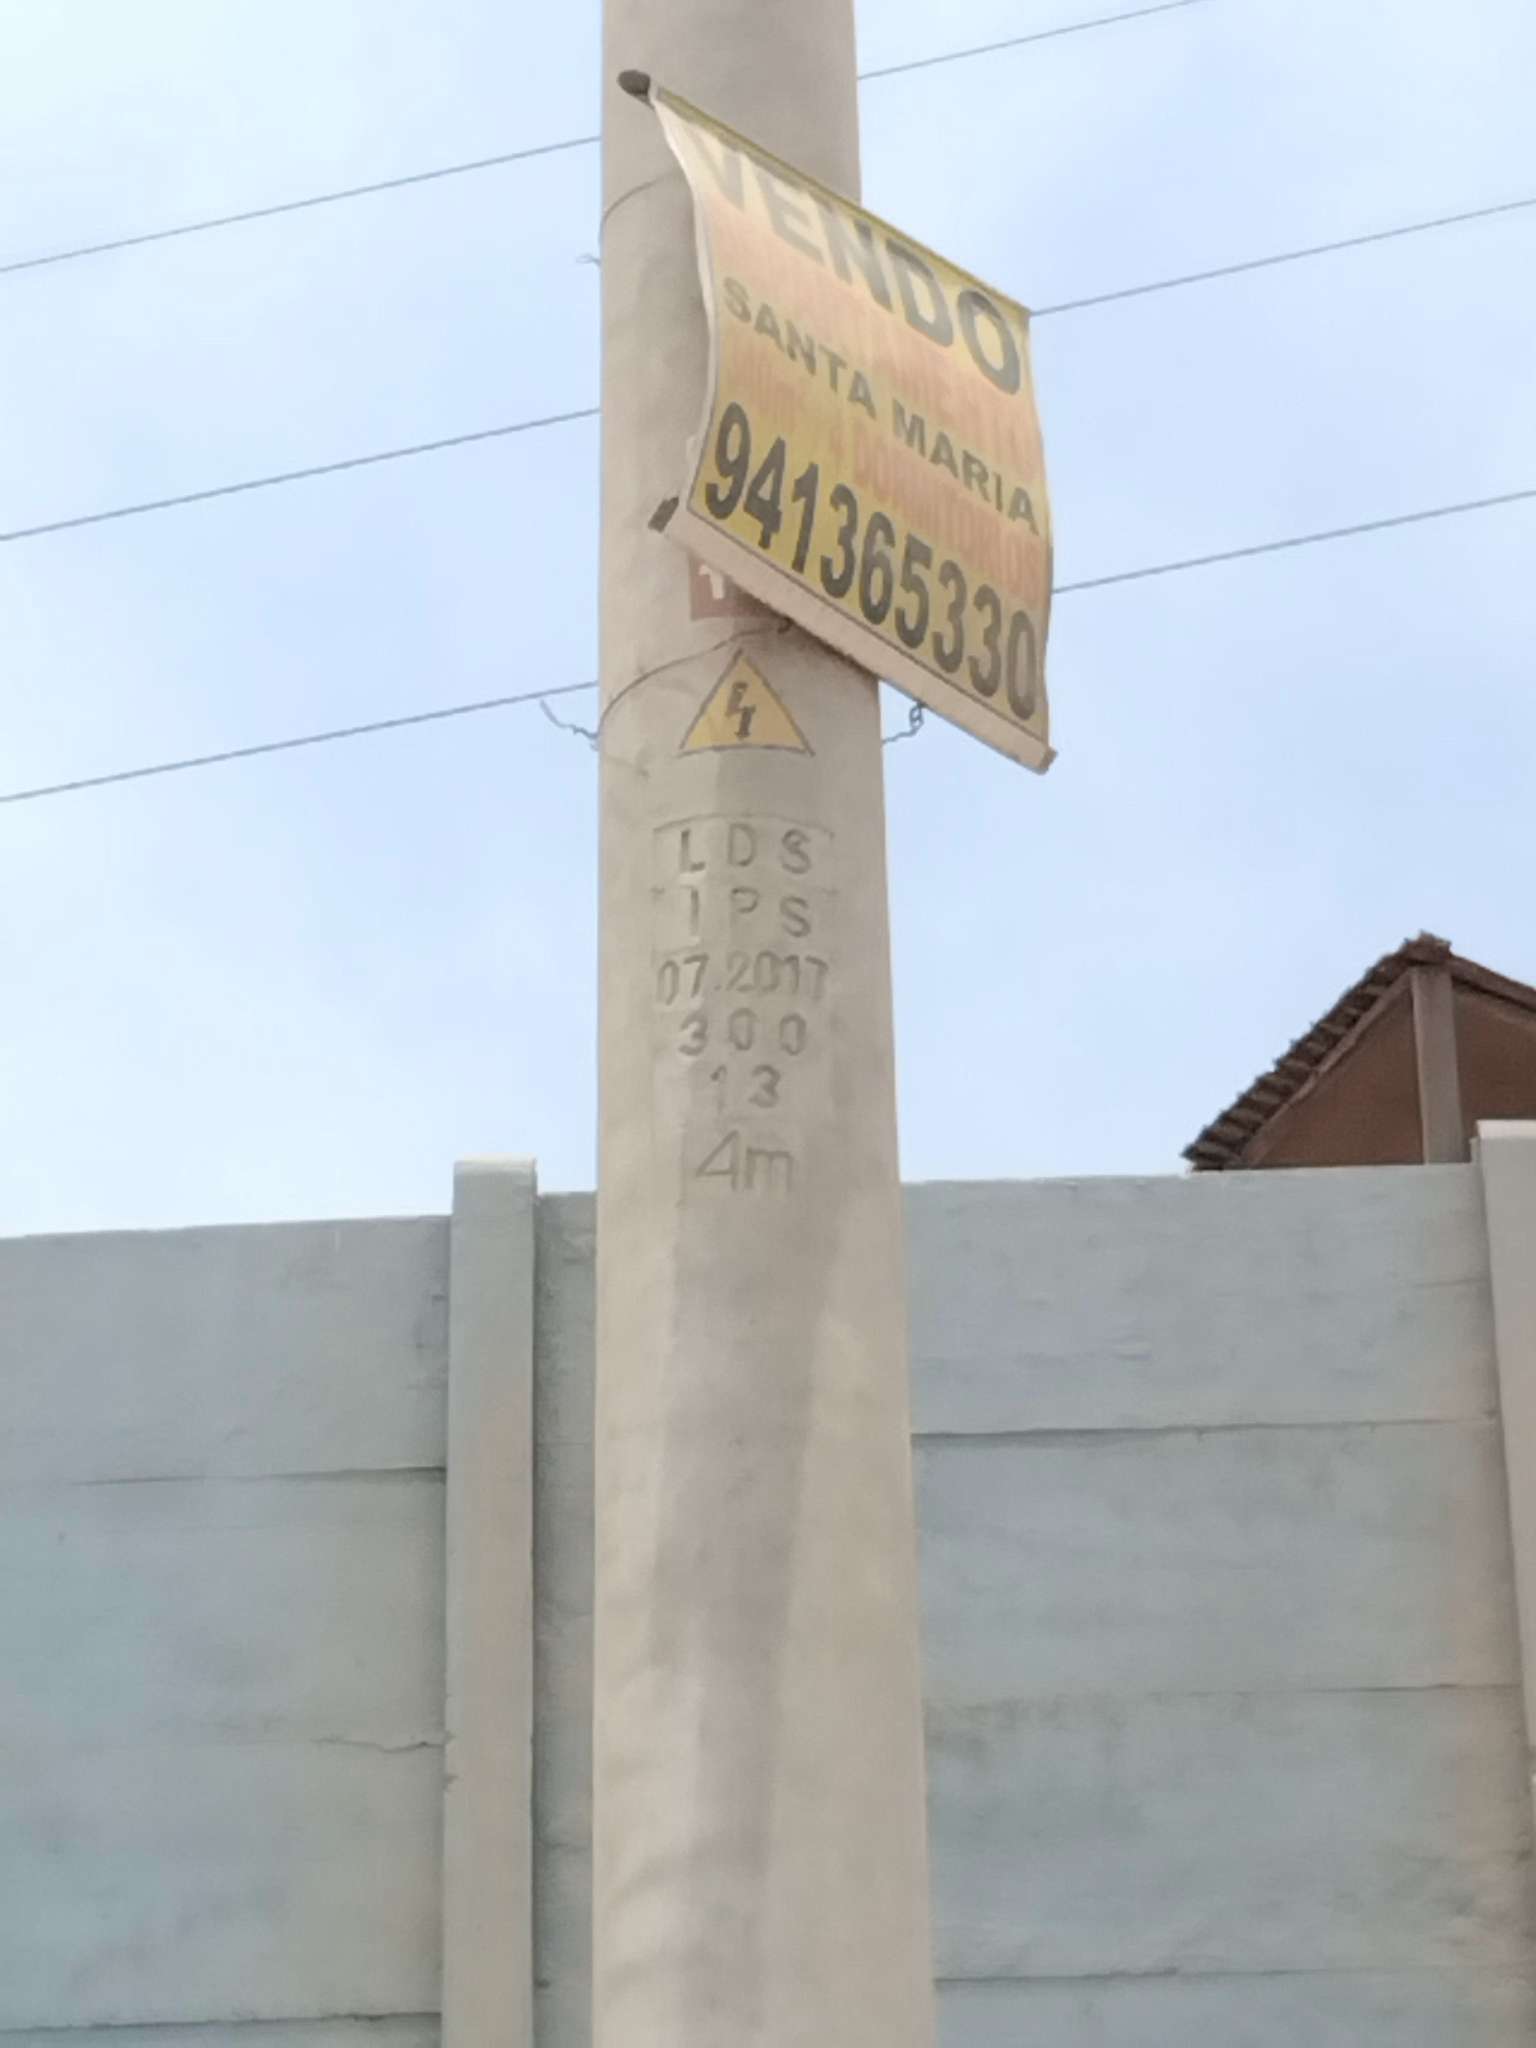 VENDO
SANTA MARIA
941365330
LDS
IPS
07.2017
300
13
4m